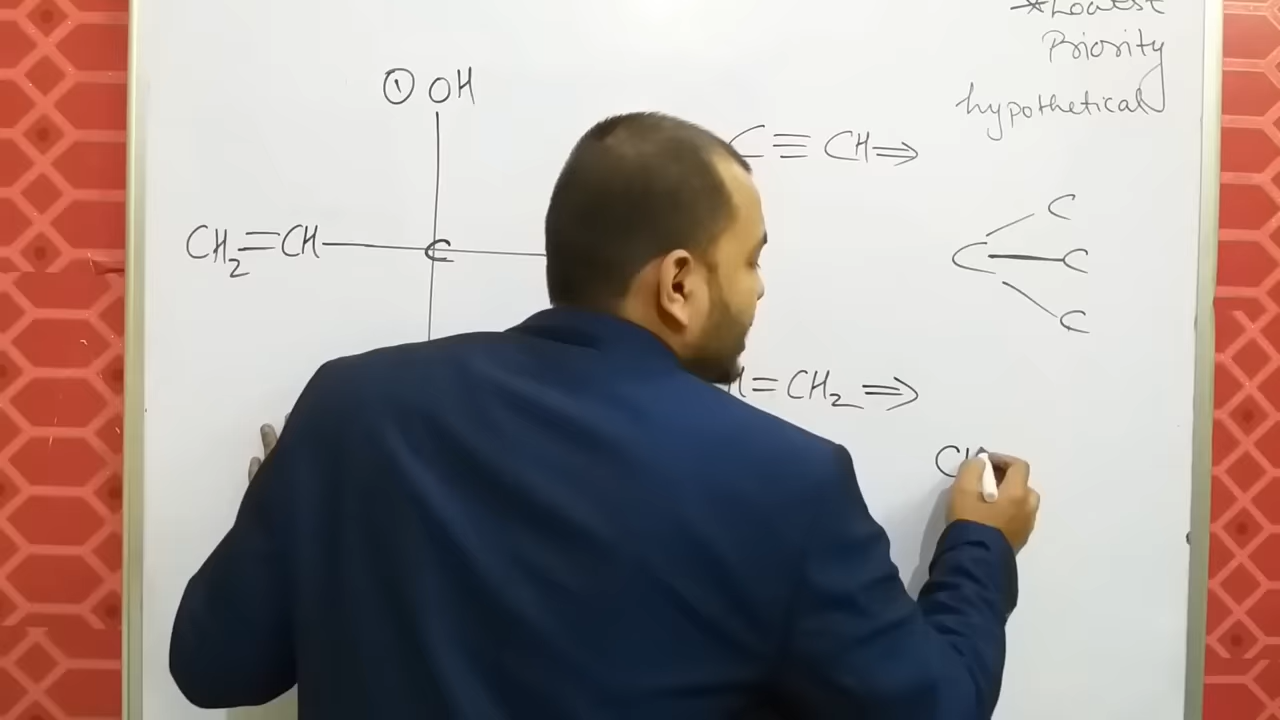 *Lowest
Priority
hypothetical
① OH
C≡CH⇒
CH₂=CH C
C C
C
C
=CH₂⇒
C